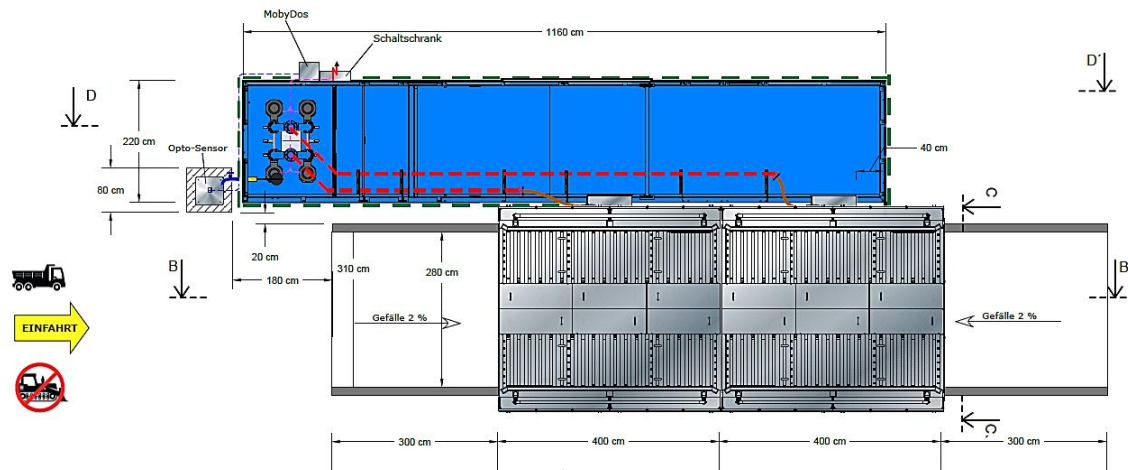 MobyDos
Schaltschrank
1160 cm
N
D
D'
220 cm
Opto-Sensor
40 cm
80 cm
C
20 cm
310 cm
280 cm
180 cm
B
B
EINFAHRT
Gefälle 2 %
Gefälle 2 %
C'
300 cm
400 cm
400 cm
300 cm